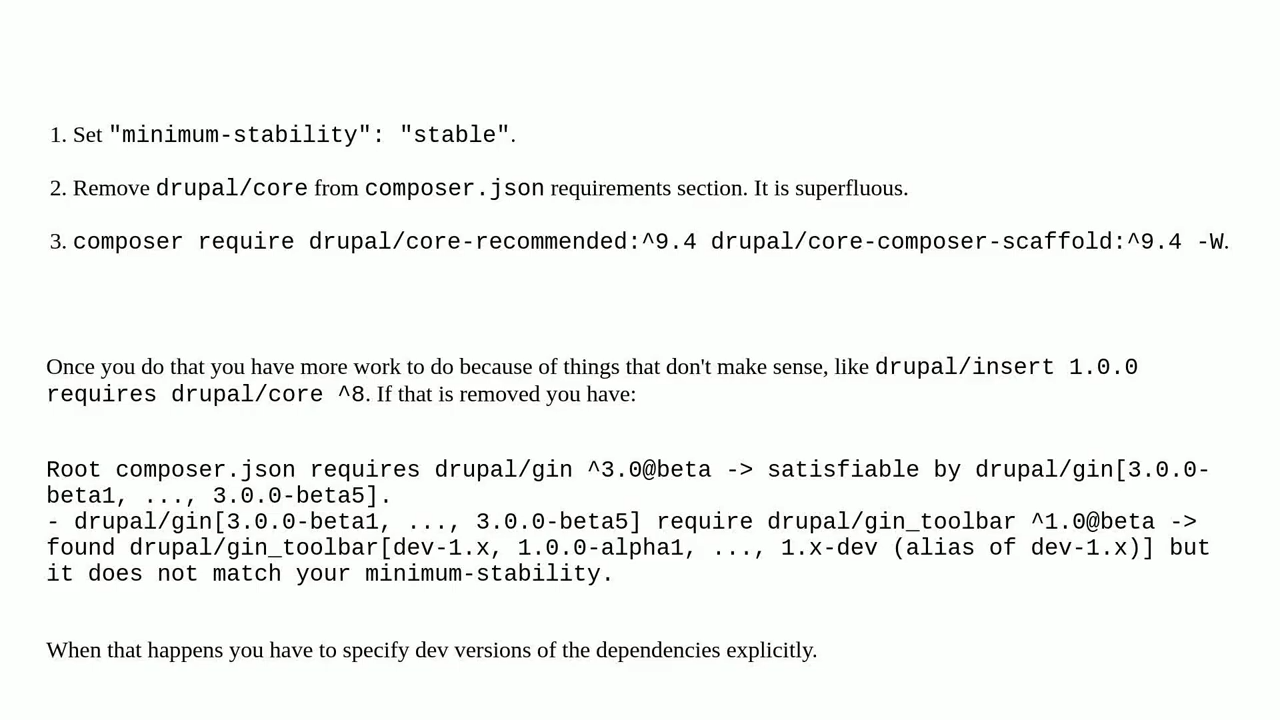 1. Set "minimum-stability": "stable".
2. Remove drupal/core from composer.json requirements section. It is superfluous.
3. composer require drupal/core-recommended:^9.4 drupal/core-composer-scaffold:^9.4 -W.
Once you do that you have more work to do because of things that don't make sense, like drupal/insert 1.0.0
requires drupal/core ^8. If that is removed you have:
Root composer.json requires drupal/gin ^3.0@beta -> satisfiable by drupal/gin[3.0.0-
beta1, ..., 3.0.0-beta5].
- drupal/gin[3.0.0-beta1, ..., 3.0.0-beta5] require drupal/gin_toolbar ^1.0@beta ->
found drupal/gin_toolbar[dev-1.x, 1.0.0-alpha1, ..., 1.x-dev (alias of dev-1.x)] but
it does not match your minimum-stability.
When that happens you have to specify dev versions of the dependencies explicitly.